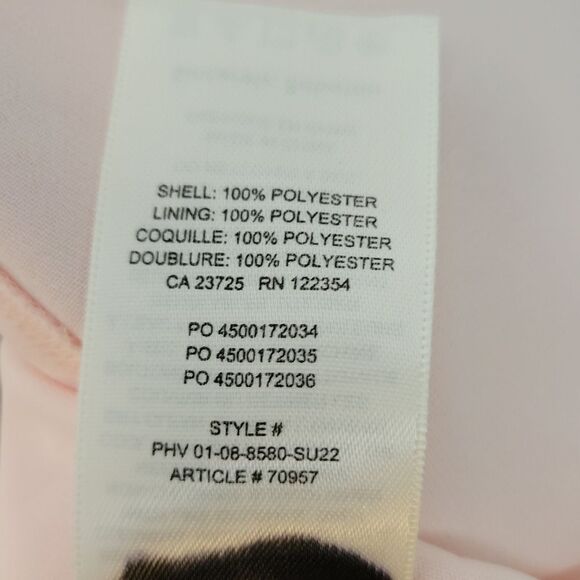 SHELL: 100% POLYESTER
LINING: 100% POLYESTER
COQUILLE: 100% POLYESTER
DOUBLURE: 100% POLYESTER
CA 23725 RN 122354
PO 4500172034
PO 4500172035
PO 4500172036
STYLE #
PHV 01-08-8580-SU22
ARTICLE # 70957